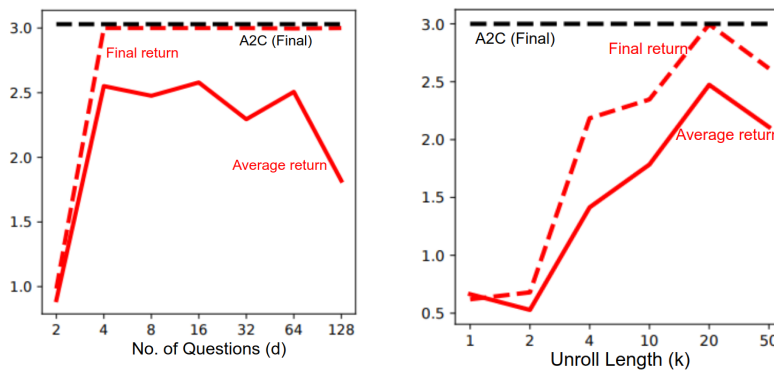 3.0
2.5
2.0
1.5
1.0
A2C (Final)
Final return
Average return
2 4 8 16 32 64 128
No. of Questions (d)
3.0
2.5
2.0
1.5
1.0
0.5
A2C (Final)
Final return
Average return
1 2 4 10 20 50
Unroll Length (k)